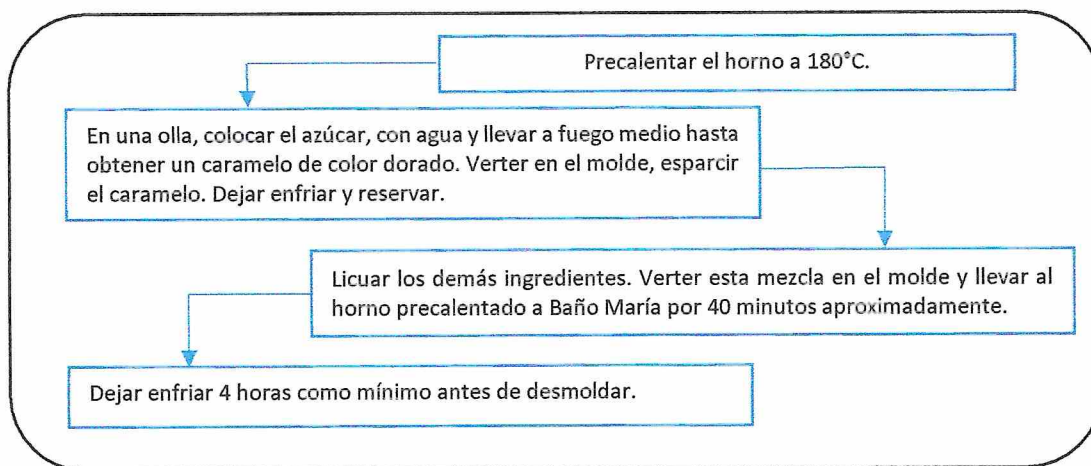 Precalentar el horno a 180°C.
En una olla, colocar el azúcar, con agua y llevar a fuego medio hasta
obtener un caramelo de color dorado. Verter en el molde, esparcir
el caramelo. Dejar enfriar y reservar.
Licuar los demás ingredientes. Verter esta mezcla en el molde y llevar al
horno precalentado a Baño María por 40 minutos aproximadamente.
Dejar enfriar 4 horas como mínimo antes de desmoldar.